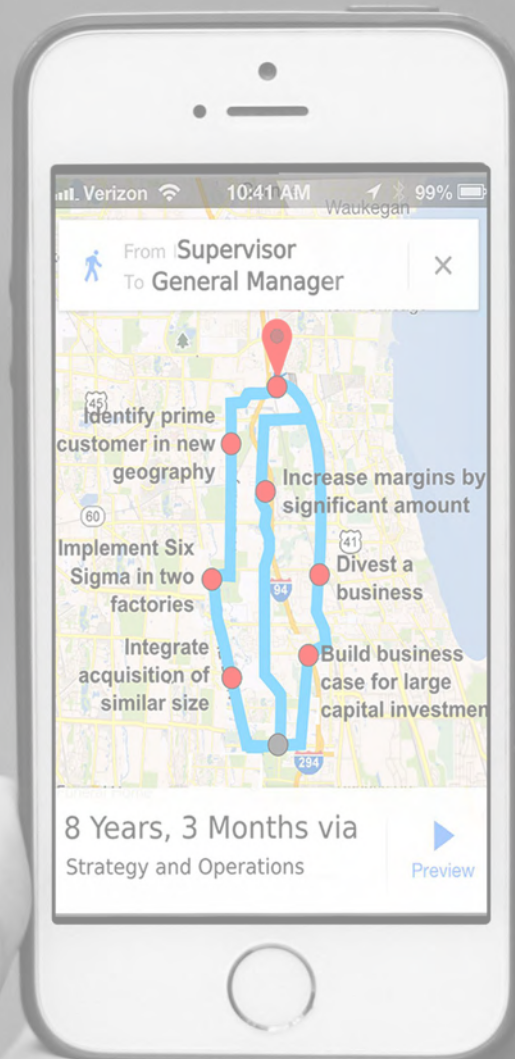 Verizon 10:41 AM 99%
Waukegan
From Supervisor
To General Manager
45
Identify prime
customer in new
geography
Increase margins by
significant amount
60
41
Implement Six
Sigma in two
factories
94
Divest a
business
Integrate
acquisition of
similar size
Build business
case for large
capital investmen
294
8 Years, 3 Months via
Strategy and Operations
Preview